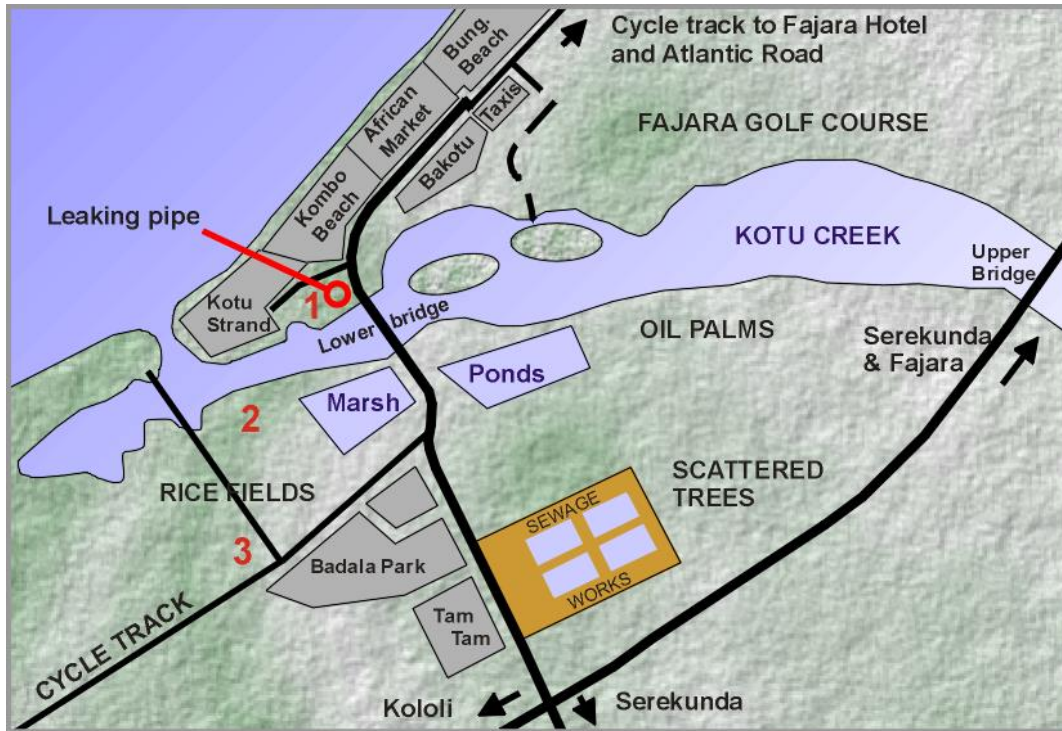 Cycle track to Fajara Hotel
and Atlantic Road
Bung.
Beach
African
Market
Taxis
FAJARA GOLF COURSE
Bakotu
Kombo
Beach
Leaking pipe
KOTU CREEK
Upper
Bridge
Kotu
Strand
1
Lower bridge
OIL PALMS
Serekunda
& Fajara
Ponds
Marsh
2
SCATTERED
TREES
RICE FIELDS
SEWAGE
WORKS
3
Badala Park
Tam
Tam
CYCLE TRACK
Kololi
Serekunda